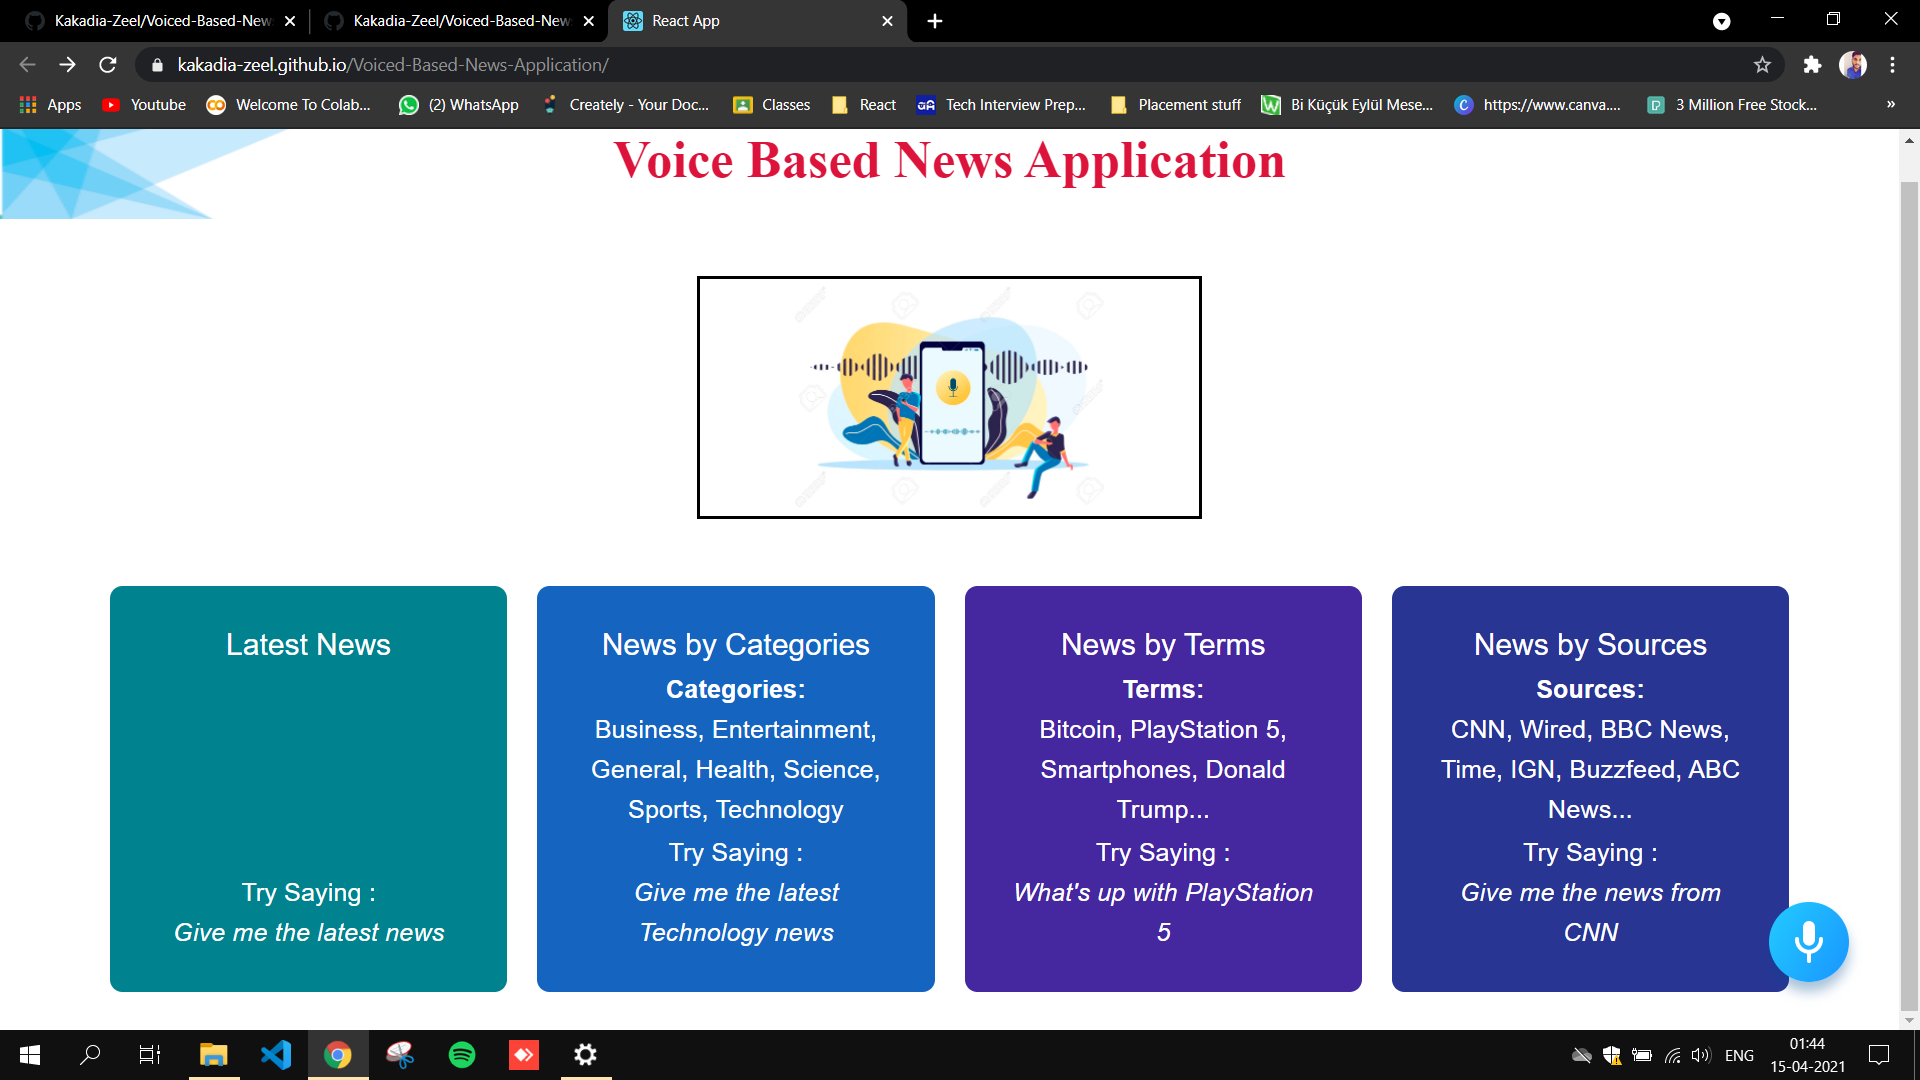 Kakadia-Zeel/Voiced-Based-New
Kakadia-Zeel/Voiced-Based-New
React App
kakadia-zeel.github.io/Voiced-Based-News-Application/
Apps
Youtube
Welcome To Colab...
(2) WhatsApp
Creately - Your Doc...
Classes
React
Tech Interview Prep...
Placement stuff
Bi Küçük Eylül Mese...
https://www.canva....
3 Million Free Stock...
»
Voice Based News Application
Latest News
Try Saying :
Give me the latest news
News by Categories
Categories:
Business, Entertainment,
General, Health, Science,
Sports, Technology
Try Saying :
Give me the latest
Technology news
News by Terms
Terms:
Bitcoin, PlayStation 5,
Smartphones, Donald
Trump...
Try Saying :
What's up with PlayStation
5
News by Sources
Sources:
CNN, Wired, BBC News,
Time, IGN, Buzzfeed, ABC
News...
Try Saying :
Give me the news from
CNN
ENG
01:44
15-04-2021